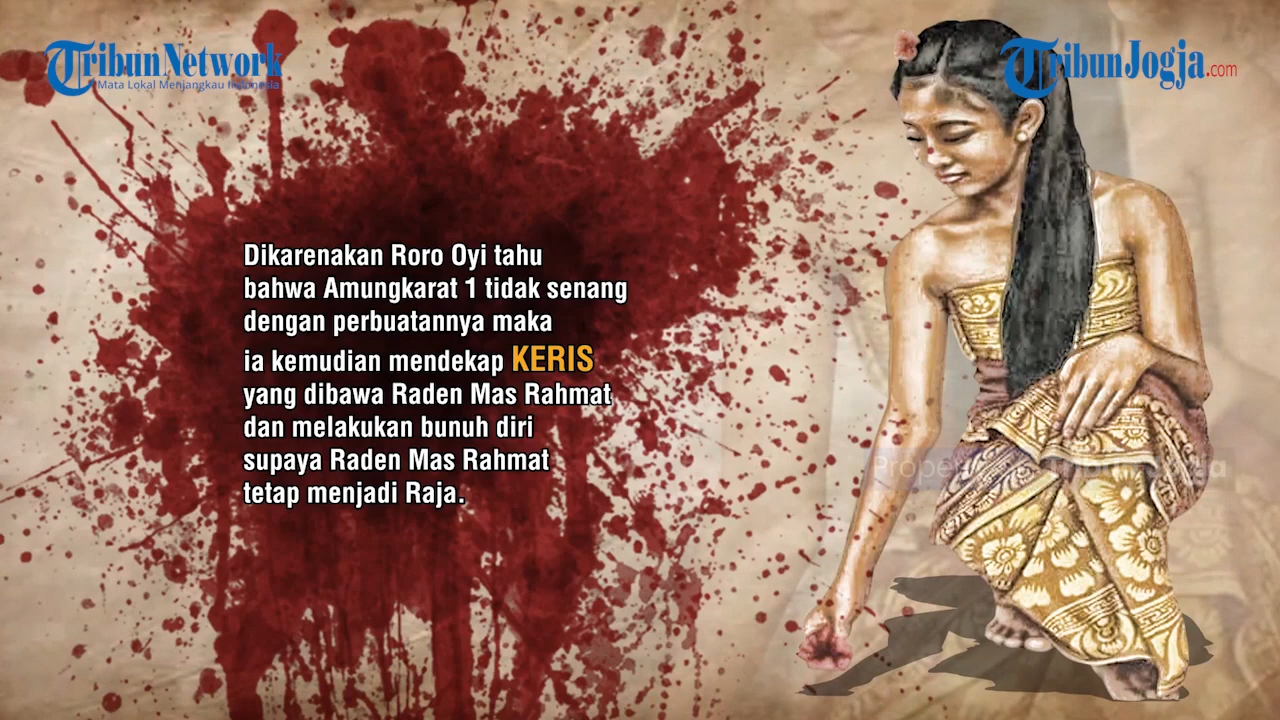 TribunNetwork
Mata Lokal Menjangkau Indonesia
TribunJogja.com
Dikarenakan Roro Oyi tahu
bahwa Amungkarat 1 tidak senang
dengan perbuatannya maka
ia kemudian mendekap KERIS
yang dibawa Raden Mas Rahmat
dan melakukan bunuh diri
supaya Raden Mas Rahmat
tetap menjadi Raja.